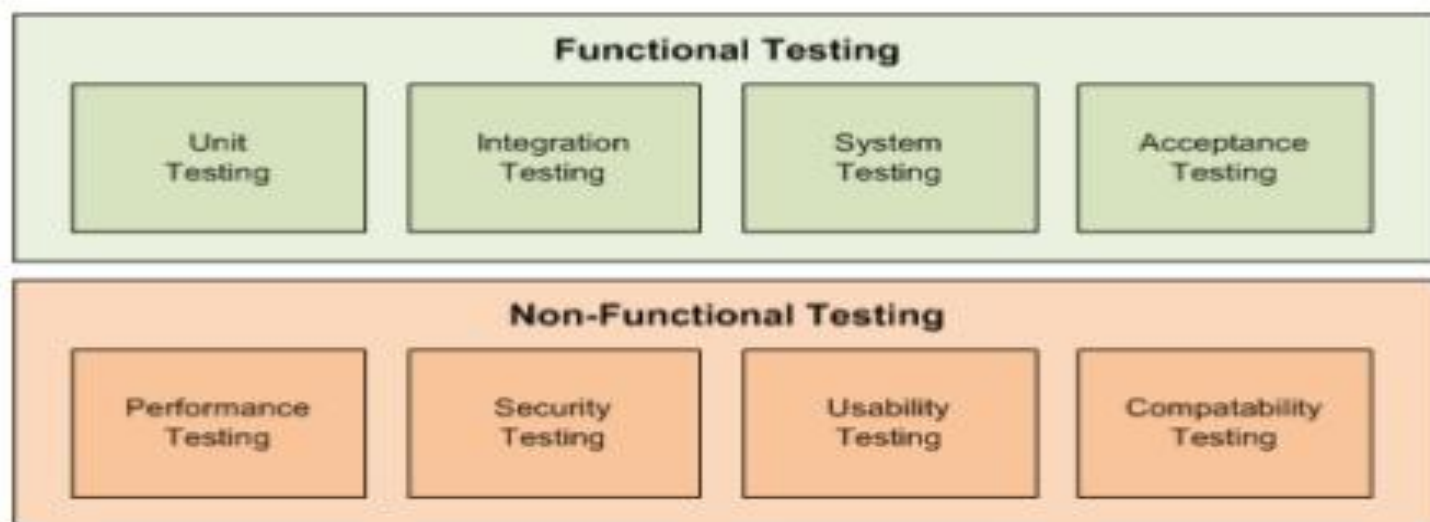 Functional Testing
Unit
Testing
Integration
Testing
System
Testing
Acceptance
Testing
Non-Functional Testing
Performance
Testing
Security
Testing
Usability
Testing
Compatability
Testing